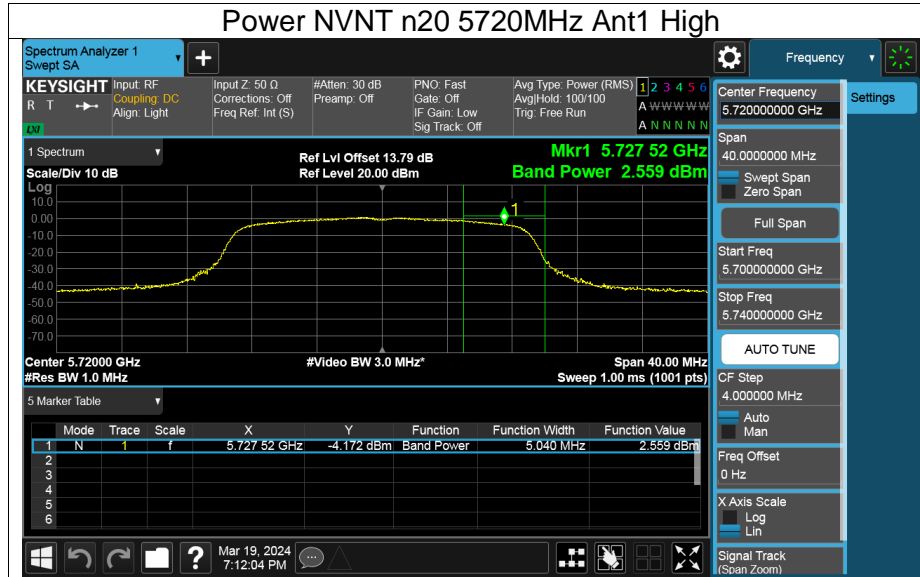 Power NVNT n20 5720MHz Ant1 High
Spectrum Analyzer 1
Swept SA
+
Frequency
KEYSIGHT
R T
LXI
Input: RF
Coupling: DC
Align: Light
Input Z: 50 Ω
Corrections: Off
Freq Ref: Int (S)
#Atten: 30 dB
Preamp: Off
PNO: Fast
Gate: Off
IF Gain: Low
Sig Track: Off
Avg Type: Power (RMS)
Avg|Hold: 100/100
Trig: Free Run
1 2 3 4 5 6
A W W W W W
A N N N N N
1 Spectrum
Scale/Div 10 dB
Ref Lvl Offset 13.79 dB
Ref Level 20.00 dBm
Mkr1 5.727 52 GHz
Band Power 2.559 dBm
Log
10.0
0.00
-10.0
-20.0
-30.0
-40.0
-50.0
-60.0
-70.0
1
Center 5.72000 GHz
#Video BW 3.0 MHz*
Span 40.00 MHz
#Res BW 1.0 MHz
Sweep 1.00 ms (1001 pts)
5 Marker Table
Mode Trace Scale X Y Function Function Width Function Value
1 N 1 f 5.727 52 GHz -4.172 dBm Band Power 5.040 MHz 2.559 dBm
2
3
4
5
6
?
Mar 19, 2024
7:12:04 PM
Center Frequency
5.720000000 GHz
Settings
Span
40.0000000 MHz
Swept Span
Zero Span
Full Span
Start Freq
5.700000000 GHz
Stop Freq
5.740000000 GHz
AUTO TUNE
CF Step
4.000000 MHz
Auto
Man
Freq Offset
0 Hz
X Axis Scale
Log
Lin
Signal Track
(Span Zoom)